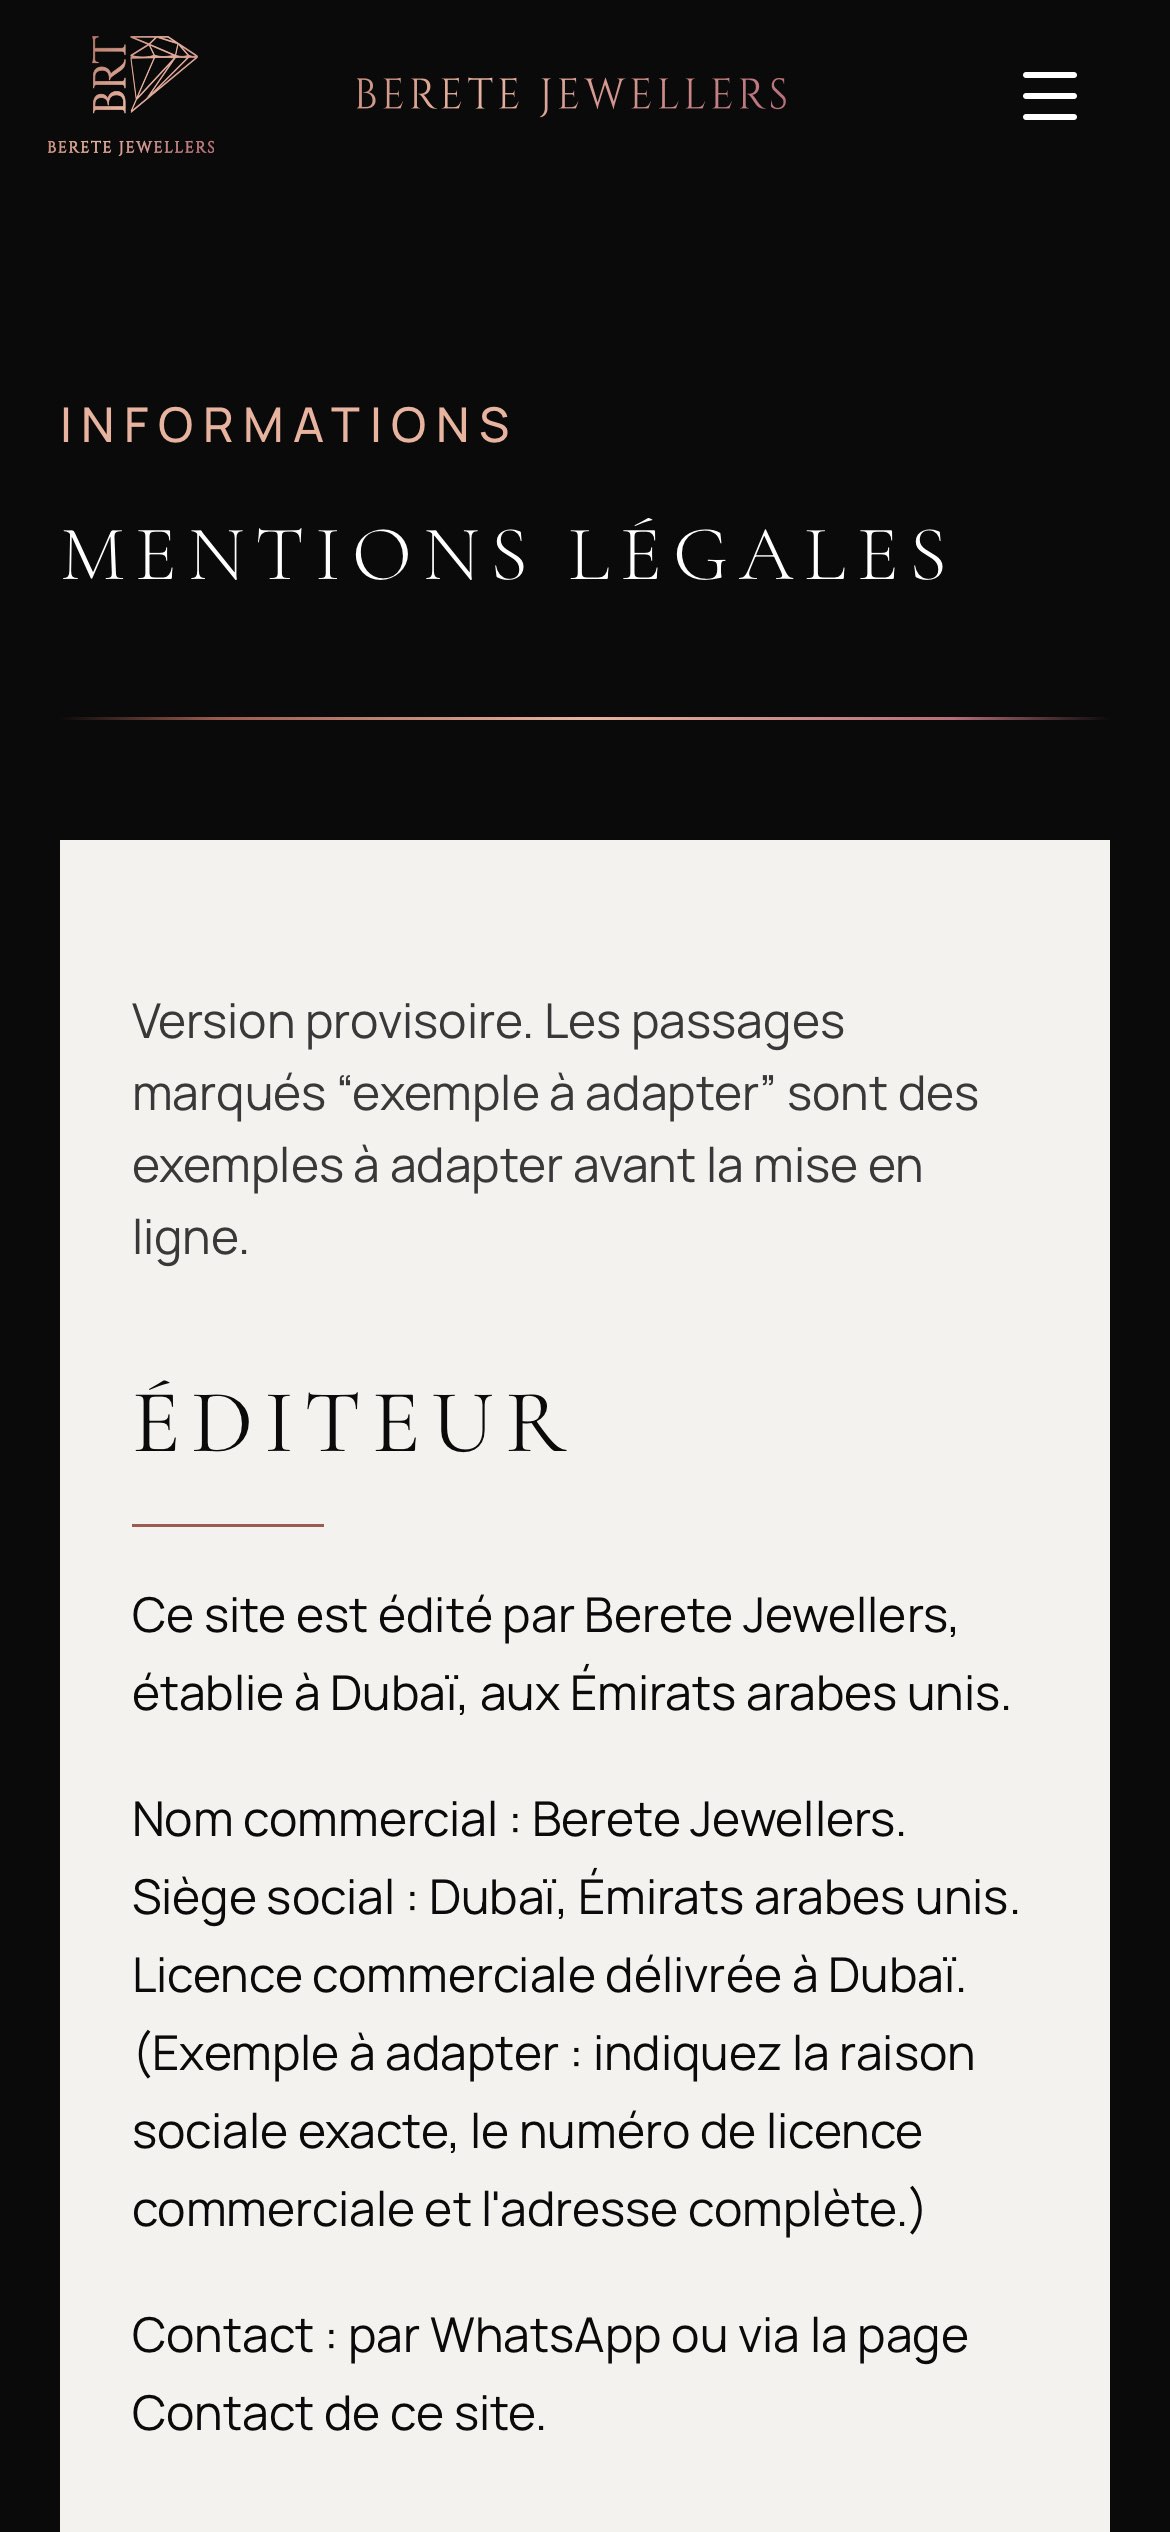 BRT
BERETE JEWELLERS
BERETE JEWELLERS
INFORMATIONS
MENTIONS LÉGALES
Version provisoire. Les passages
marqués “exemple à adapter” sont des
exemples à adapter avant la mise en
ligne.
ÉDITEUR
Ce site est édité par Berete Jewellers,
établie à Dubaï, aux Émirats arabes unis.
Nom commercial : Berete Jewellers.
Siège social : Dubaï, Émirats arabes unis.
Licence commerciale délivrée à Dubaï.
(Exemple à adapter : indiquez la raison
sociale exacte, le numéro de licence
commerciale et l'adresse complète.)
Contact : par WhatsApp ou via la page
Contact de ce site.